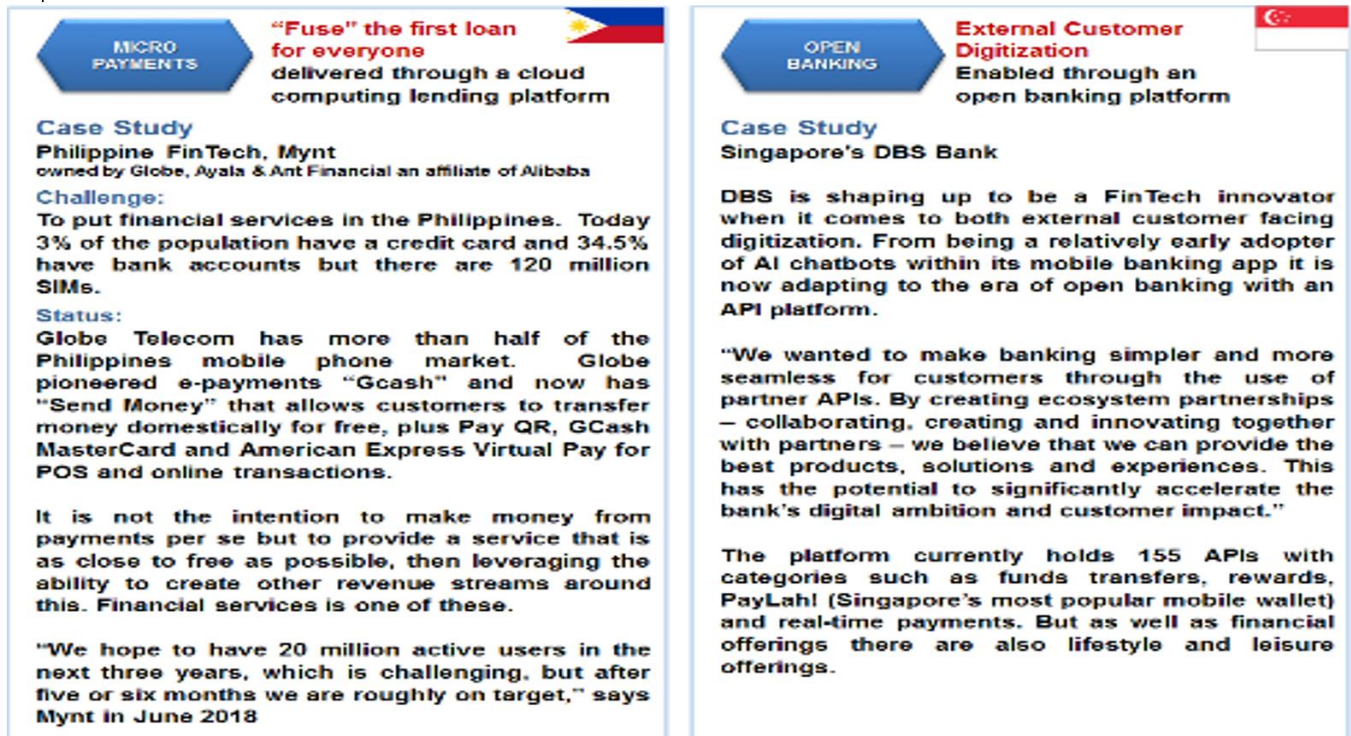 MICRO
PAYMENTS
“Fuse” the first loan
for everyone
delivered through a cloud
computing lending platform
Case Study
Philippine FinTech, Mynt
owned by Globe, Ayala & Ant Financial an affiliate of Alibaba
Challenge:
To put financial services in the Philippines. Today
3% of the population have a credit card and 34.5%
have bank accounts but there are 120 million
SIMs.
Status:
Globe Telecom has more than half of the
Philippines mobile phone market. Globe
pioneered e-payments “Gcash” and now has
“Send Money” that allows customers to transfer
money domestically for free, plus Pay QR, GCash
MasterCard and American Express Virtual Pay for
POS and online transactions.
It is not the intention to make money from
payments per se but to provide a service that is
as close to free as possible, then leveraging the
ability to create other revenue streams around
this. Financial services is one of these.
“We hope to have 20 million active users in the
next three years, which is challenging, but after
five or six months we are roughly on target,” says
Mynt in June 2018
OPEN
BANKING
External Customer
Digitization
Enabled through an
open banking platform
Case Study
Singapore's DBS Bank
DBS is shaping up to be a FinTech innovator
when it comes to both external customer facing
digitization. From being a relatively early adopter
of AI chatbots within its mobile banking app it is
now adapting to the era of open banking with an
API platform.
“We wanted to make banking simpler and more
seamless for customers through the use of
partner APIs. By creating ecosystem partnerships
– collaborating, creating and innovating together
with partners – we believe that we can provide the
best products, solutions and experiences. This
has the potential to significantly accelerate the
bank’s digital ambition and customer impact.”
The platform currently holds 155 APIs with
categories such as funds transfers, rewards,
PayLah! (Singapore’s most popular mobile wallet)
and real-time payments. But as well as financial
offerings there are also lifestyle and leisure
offerings.